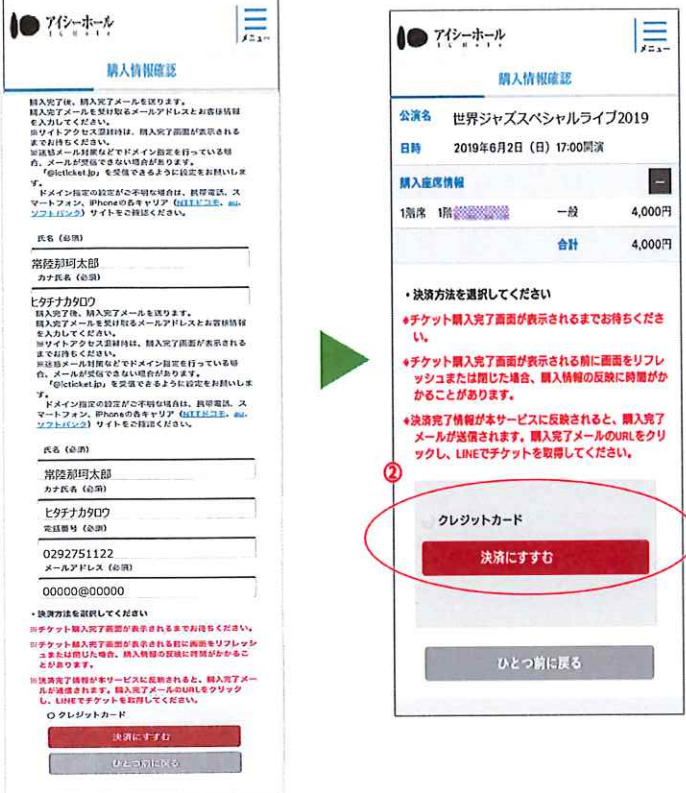 アイシーホール
メニュー
購入情報確認
購入完了後、購入完了メールを送ります。
購入完了メールを受け取るメールアドレスとお客様情報
を入力してください。
※サイトアクセス混雑時は、購入完了画面が表示される
までお待ちください。
※迷惑メール対策などでドメイン指定を行っている場
合、メールが受信できない場合があります。
「@icticket.jp」を受信できるように設定をお願いしま
す。
ドメイン指定の設定がご不明な場合は、携帯電話、ス
マートフォン、iPhoneの各キャリア（NTTドコモ、au、
ソフトバンク）サイトをご確認ください。
氏名（必須）
常陸那珂太郎
カナ氏名（必須）
ヒタチナカタロウ
購入完了後、購入完了メールを送ります。
購入完了メールを受け取るメールアドレスとお客様情報
を入力してください。
※サイトアクセス混雑時は、購入完了画面が表示される
までお待ちください。
※迷惑メール対策などでドメイン指定を行っている場
合、メールが受信できない場合があります。
「@icticket.jp」を受信できるように設定をお願いしま
す。
ドメイン指定の設定がご不明な場合は、携帯電話、ス
マートフォン、iPhoneの各キャリア（NTTドコモ、au、
ソフトバンク）サイトをご確認ください。
氏名（必須）
常陸那珂太郎
カナ氏名（必須）
ヒタチナカタロウ
電話番号（必須）
0292751122
メールアドレス（必須）
00000@00000
・決済方法を選択してください
※チケット購入完了画面が表示されるまでお待ちください。
※チケット購入完了画面が表示される前に画面をリフレッシ
ュまたは閉じた場合、購入情報の反映に時間がかかるこ
とがあります。
※決済完了情報が本サービスに反映されると、購入完了メー
ルが送信されます。購入完了メールのURLをクリック
し、LINEでチケットを取得してください。
クレジットカード
決済にすすむ
ひとつ前に戻る
アイシーホール
メニュー
購入情報確認
公演名 世界ジャズスペシャルライブ2019
日時 2019年6月2日（日）17:00開演
購入座席情報
1階席 1階 一般 4,000円
合計 4,000円
・決済方法を選択してください
※チケット購入完了画面が表示されるまでお待ちくださ
い。
※チケット購入完了画面が表示される前に画面をリフレ
ッシュまたは閉じた場合、購入情報の反映に時間がか
かることがあります。
※決済完了情報が本サービスに反映されると、購入完了
メールが送信されます。購入完了メールのURLをクリ
ックし、LINEでチケットを取得してください。
②
クレジットカード
決済にすすむ
ひとつ前に戻る